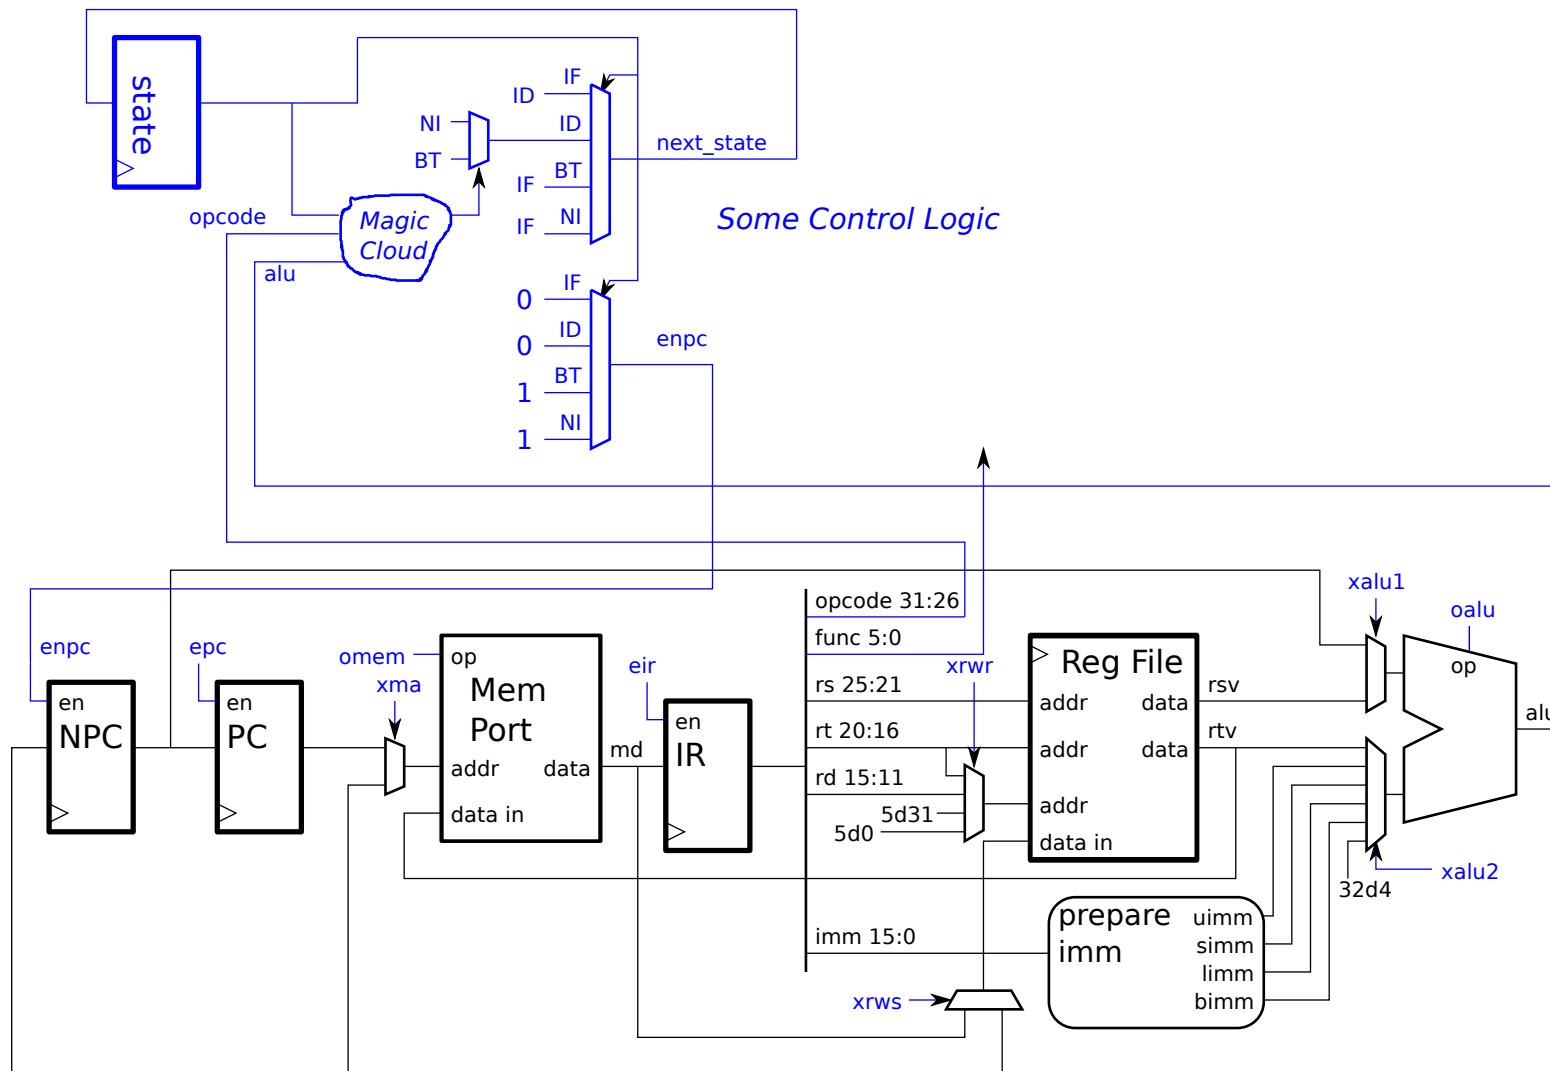 state
IF
ID
NI
ID
BT
next_state
BT
IF
NI
IF
opcode
Magic
Cloud
alu
Some Control Logic
IF
0
ID
0
enpc
BT
1
NI
1
enpc
en
NPC
epc
en
PC
omem
xma
op
Mem
Port
addr
data
data in
md
eir
en
IR
opcode 31:26
func 5:0
rs 25:21
rt 20:16
rd 15:11
5d31
5d0
xrwr
Reg File
addr
data
addr
data
addr
data in
rsv
rtv
xalu1
oalu
op
alu
xalu2
32d4
imm 15:0
prepare
imm
uimm
simm
limm
bimm
xrws